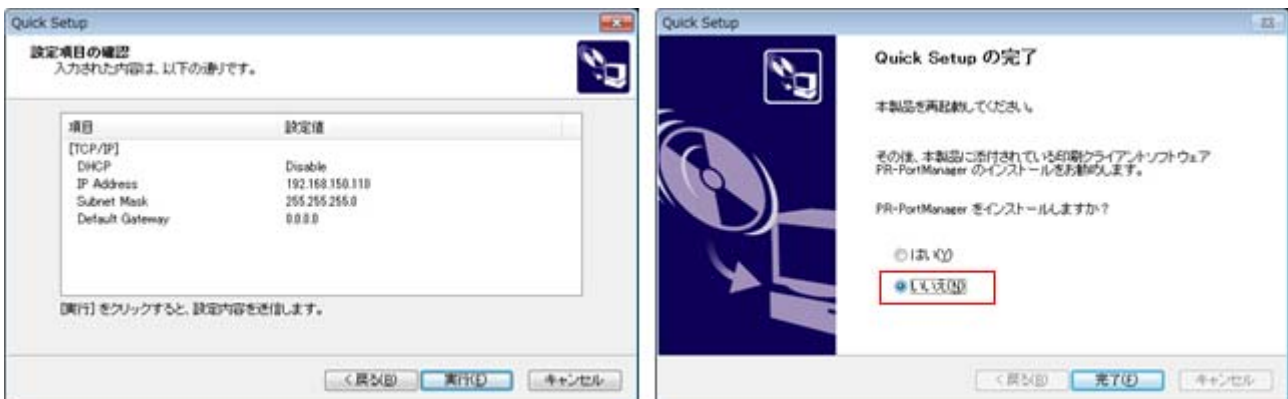 Quick Setup
設定項目の確認
入力された内容は、以下の通りです。
項目 設定値
[TCP/IP]
DHCP Disable
IP Address 192.168.150.110
Subnet Mask 255.255.255.0
Default Gateway 0.0.0.0
[実行] をクリックすると、設定内容を送信します。
< 戻る(B) 実行(E) キャンセル
Quick Setup
Quick Setup の完了
本製品を再起動してください。
その後、本製品に添付されている印刷クライアントソフトウェア
PR-PortManager のインストールをお勧めします。
PR-PortManager をインストールしますか?
はい(Y)
いいえ(N)
< 戻る(B) 完了(F) キャンセル